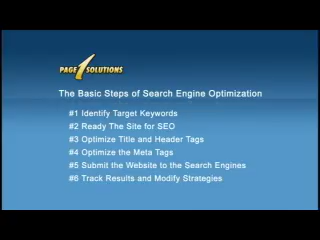 PAGE 1 SOLUTIONS
The Basic Steps of Search Engine Optimization
#1 Identify Target Keywords
#2 Ready The Site for SEO
#3 Optimize Title and Header Tags
#4 Optimize the Meta Tags
#5 Submit the Website to the Search Engines
#6 Track Results and Modify Strategies